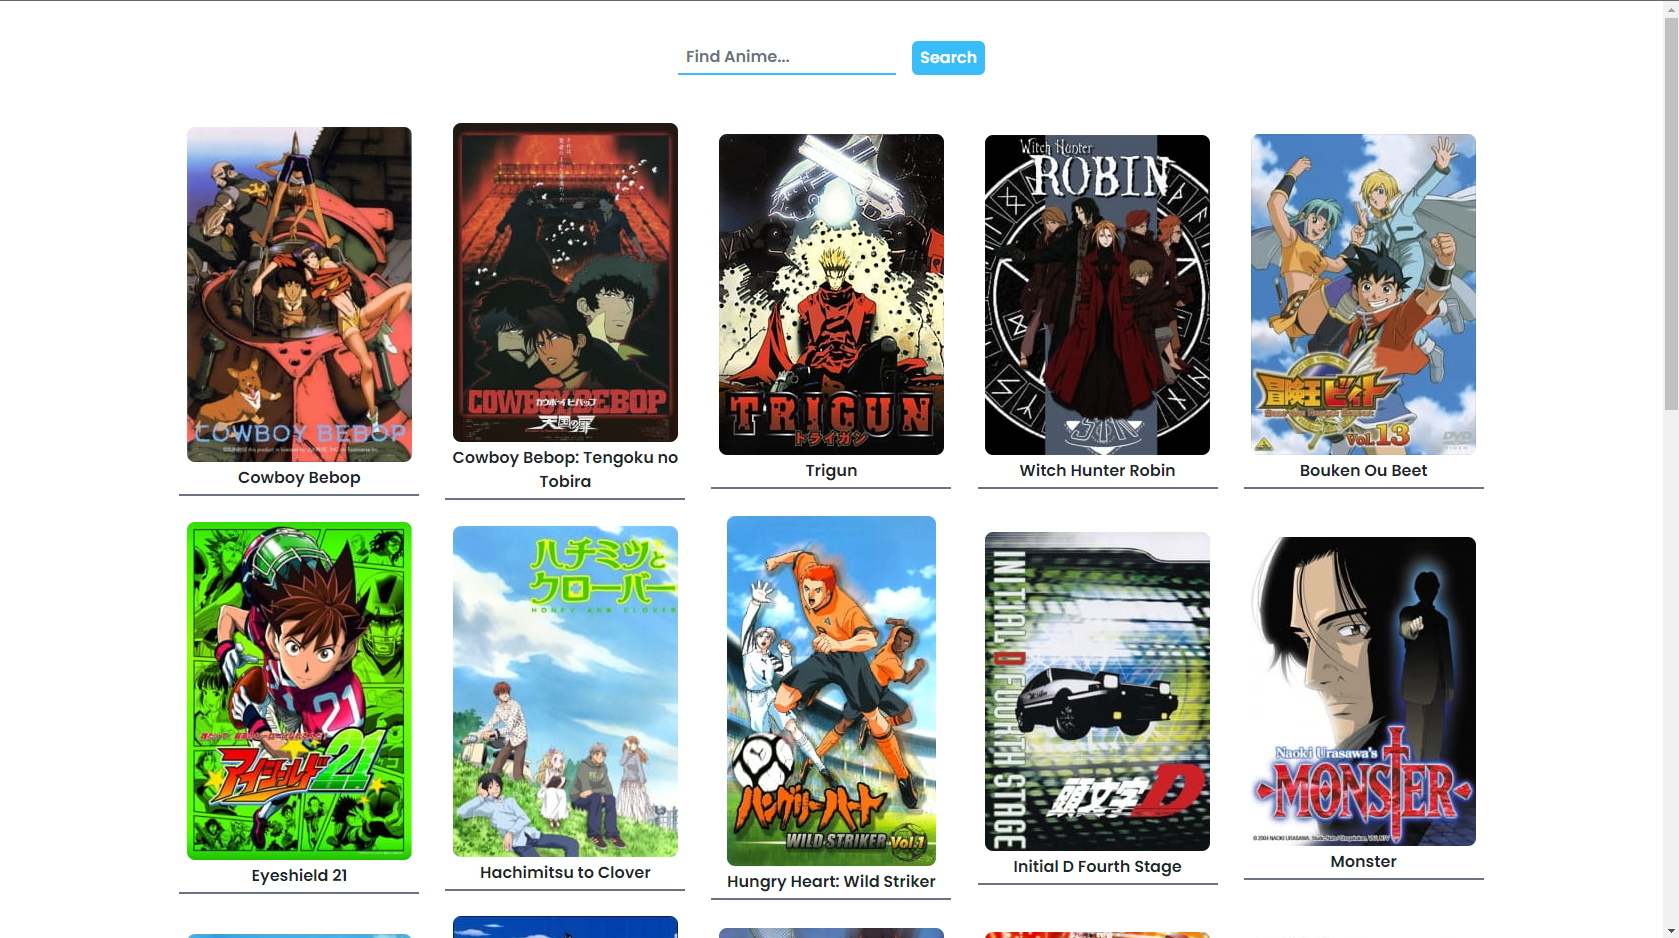 Find Anime...
Search
COWBOY BEBOP
Cowboy Bebop
COWBOY BEBOP
カウボーイビバップ
天国の扉
Cowboy Bebop: Tengoku no
Tobira
TRIGUN
トライガン
Trigun
Witch Hunter
ROBIN
Witch Hunter Robin
冒険王ビィト
Vol.13
DVD
Bouken Ou Beet
21
アイシールド21
Eyeshield 21
ハチミツと
クローバー
HONEY AND CLOVER
Hachimitsu to Clover
1
ハングリーハート
WILD STRIKER Vol.1
Hungry Heart: Wild Striker
INITIAL D FOURTH STAGE
頭文字D
Initial D Fourth Stage
Naoki Urasawa's
MONSTER
Monster